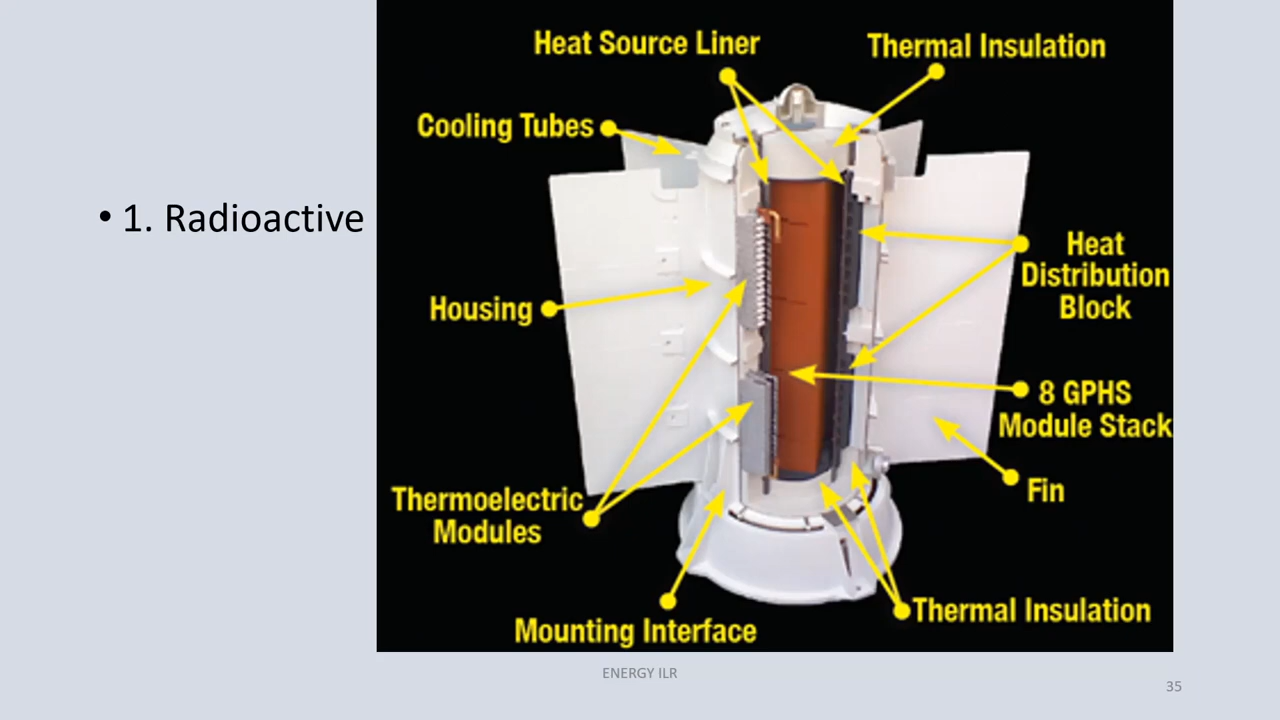 • 1. Radioactive
Heat Source Liner
Thermal Insulation
Cooling Tubes
Housing
Heat
Distribution
Block
8 GPHS
Module Stack
Fin
Thermoelectric
Modules
Mounting Interface
Thermal Insulation
ENERGY ILR
35